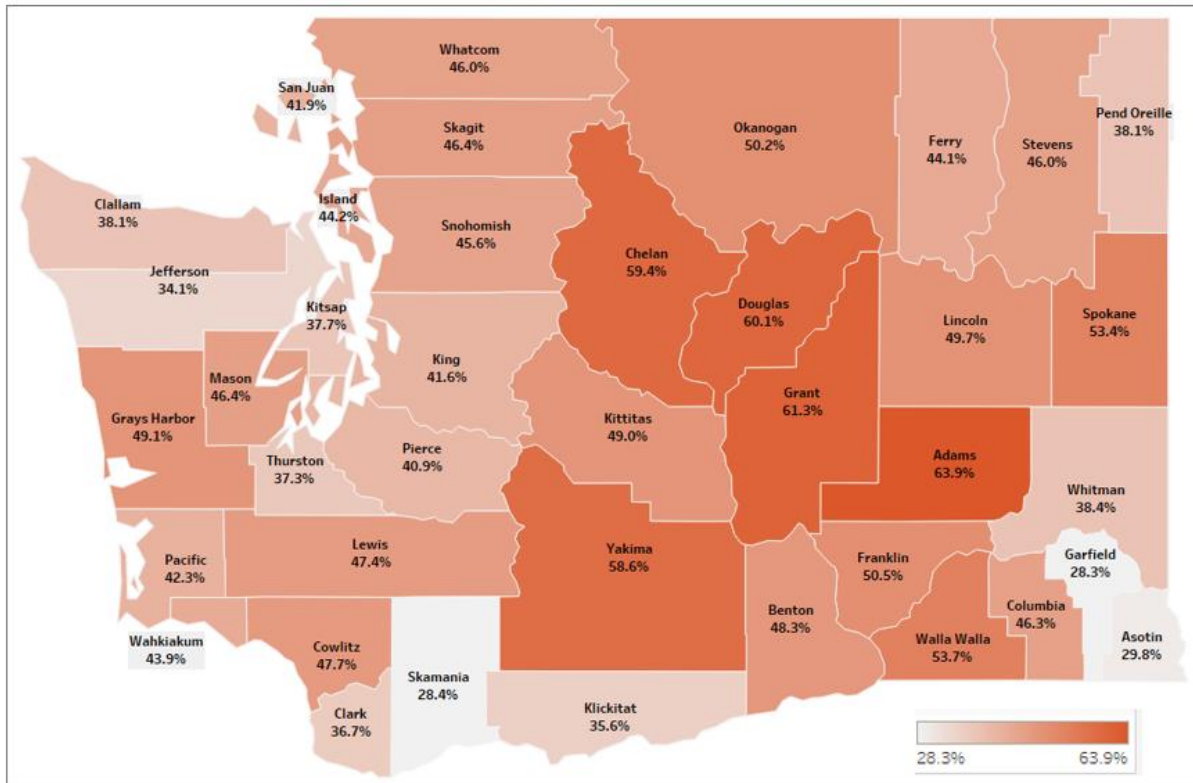 Whatcom
46.0%
San Juan
41.9%
Skagit
46.4%
Okanogan
50.2%
Ferry
44.1%
Stevens
46.0%
Pend Oreille
38.1%
Clallam
38.1%
Island
44.2%
Snohomish
45.6%
Chelan
59.4%
Jefferson
34.1%
Kitsap
37.7%
Douglas
60.1%
Lincoln
49.7%
Spokane
53.4%
King
41.6%
Mason
46.4%
Grant
61.3%
Grays Harbor
49.1%
Kittitas
49.0%
Pierce
40.9%
Thurston
37.3%
Adams
63.9%
Whitman
38.4%
Lewis
47.4%
Yakima
58.6%
Pacific
42.3%
Franklin
50.5%
Garfield
28.3%
Benton
48.3%
Columbia
46.3%
Wahkiakum
43.9%
Cowlitz
47.7%
Walla Walla
53.7%
Asotin
29.8%
Skamania
28.4%
Clark
36.7%
Klickitat
35.6%
28.3% 63.9%